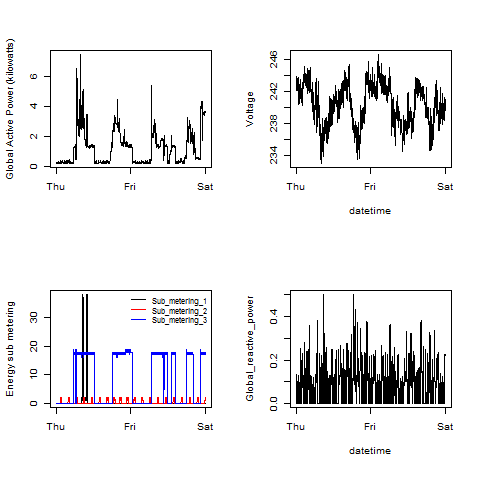 Global Active Power (kilowatts)
6
4
2
0
Thu Fri Sat
Voltage
246
242
238
234
Thu Fri Sat
datetime
Energy sub metering
30
20
10
0
Sub_metering_1
Sub_metering_2
Sub_metering_3
Thu Fri Sat
Global_reactive_power
0.4
0.2
0.0
Thu Fri Sat
datetime